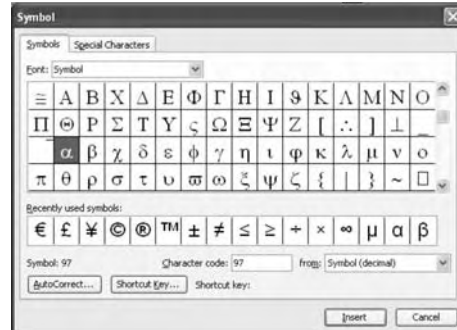 Symbol
Symbols Special Characters
Font: Symbol
≅ Α Β Χ Δ Ε Φ Γ Η Ι ϑ Κ Λ Μ Ν Ο
Π Θ Ρ Σ Τ Υ ς Ω Ξ Ψ Ζ [ ∴ ] ⊥ _
‾ α β χ δ ε φ γ η ι ϕ κ λ μ ν ο
π θ ρ σ τ υ ϖ ω ξ ψ ζ { | } ~ □
Recently used symbols:
€ £ ¥ © ® ™ ± ≠ ≤ ≥ ÷ × ∞ µ α β
Symbol: 97 Character code: 97 from: Symbol (decimal)
AutoCorrect... Shortcut Key... Shortcut key:
Insert Cancel